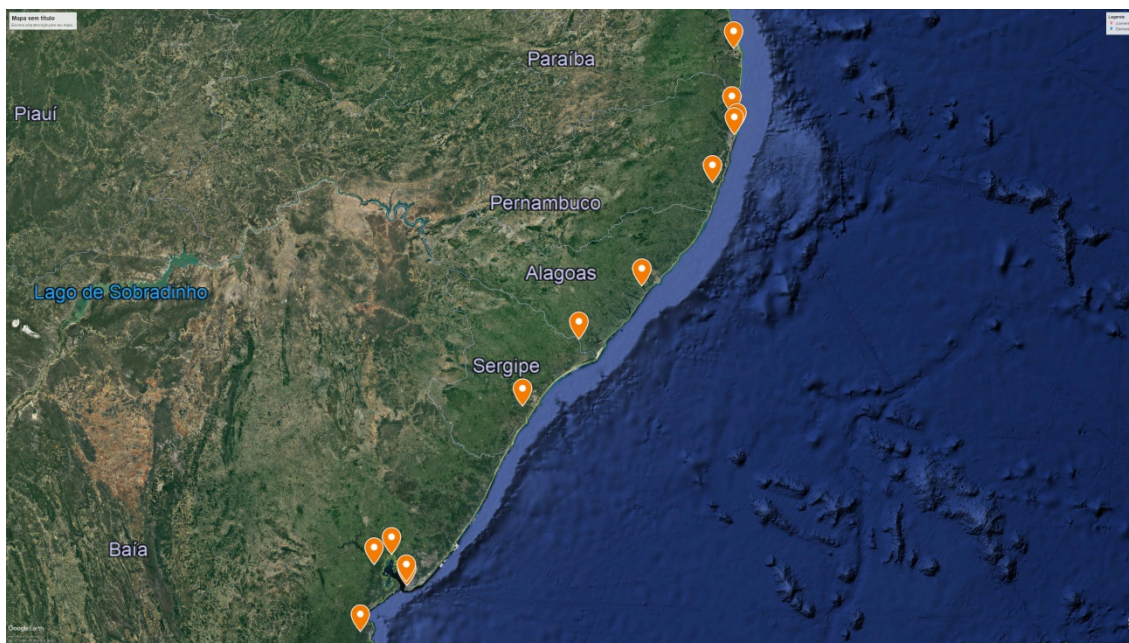 Mapa sem título
Legenda
Paraíba
Piauí
Pernambuco
Alagoas
Lago de Sobradinho
Sergipe
Baía
Google Earth